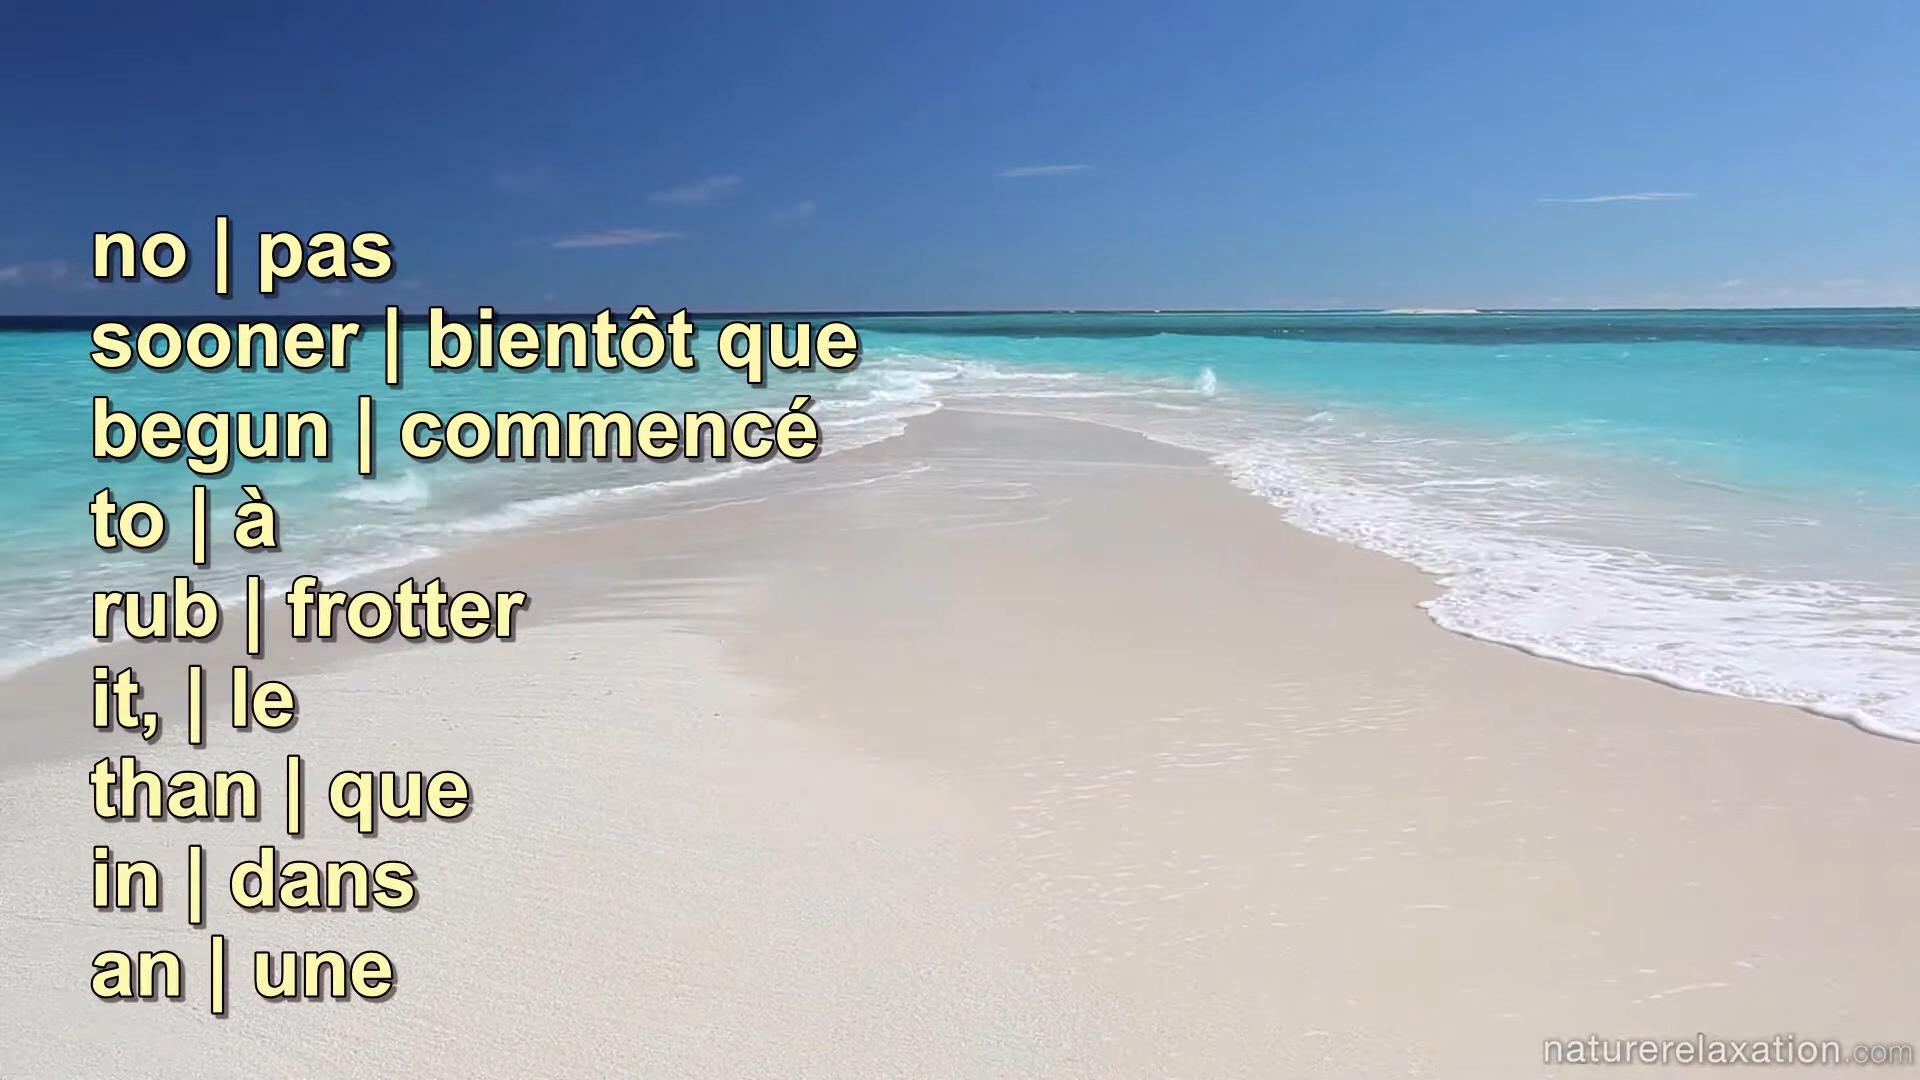 no | pas
sooner | bientôt que
begun | commencé
to | à
rub | frotter
it, | le
than | que
in | dans
an | une
naturerelaxation.com